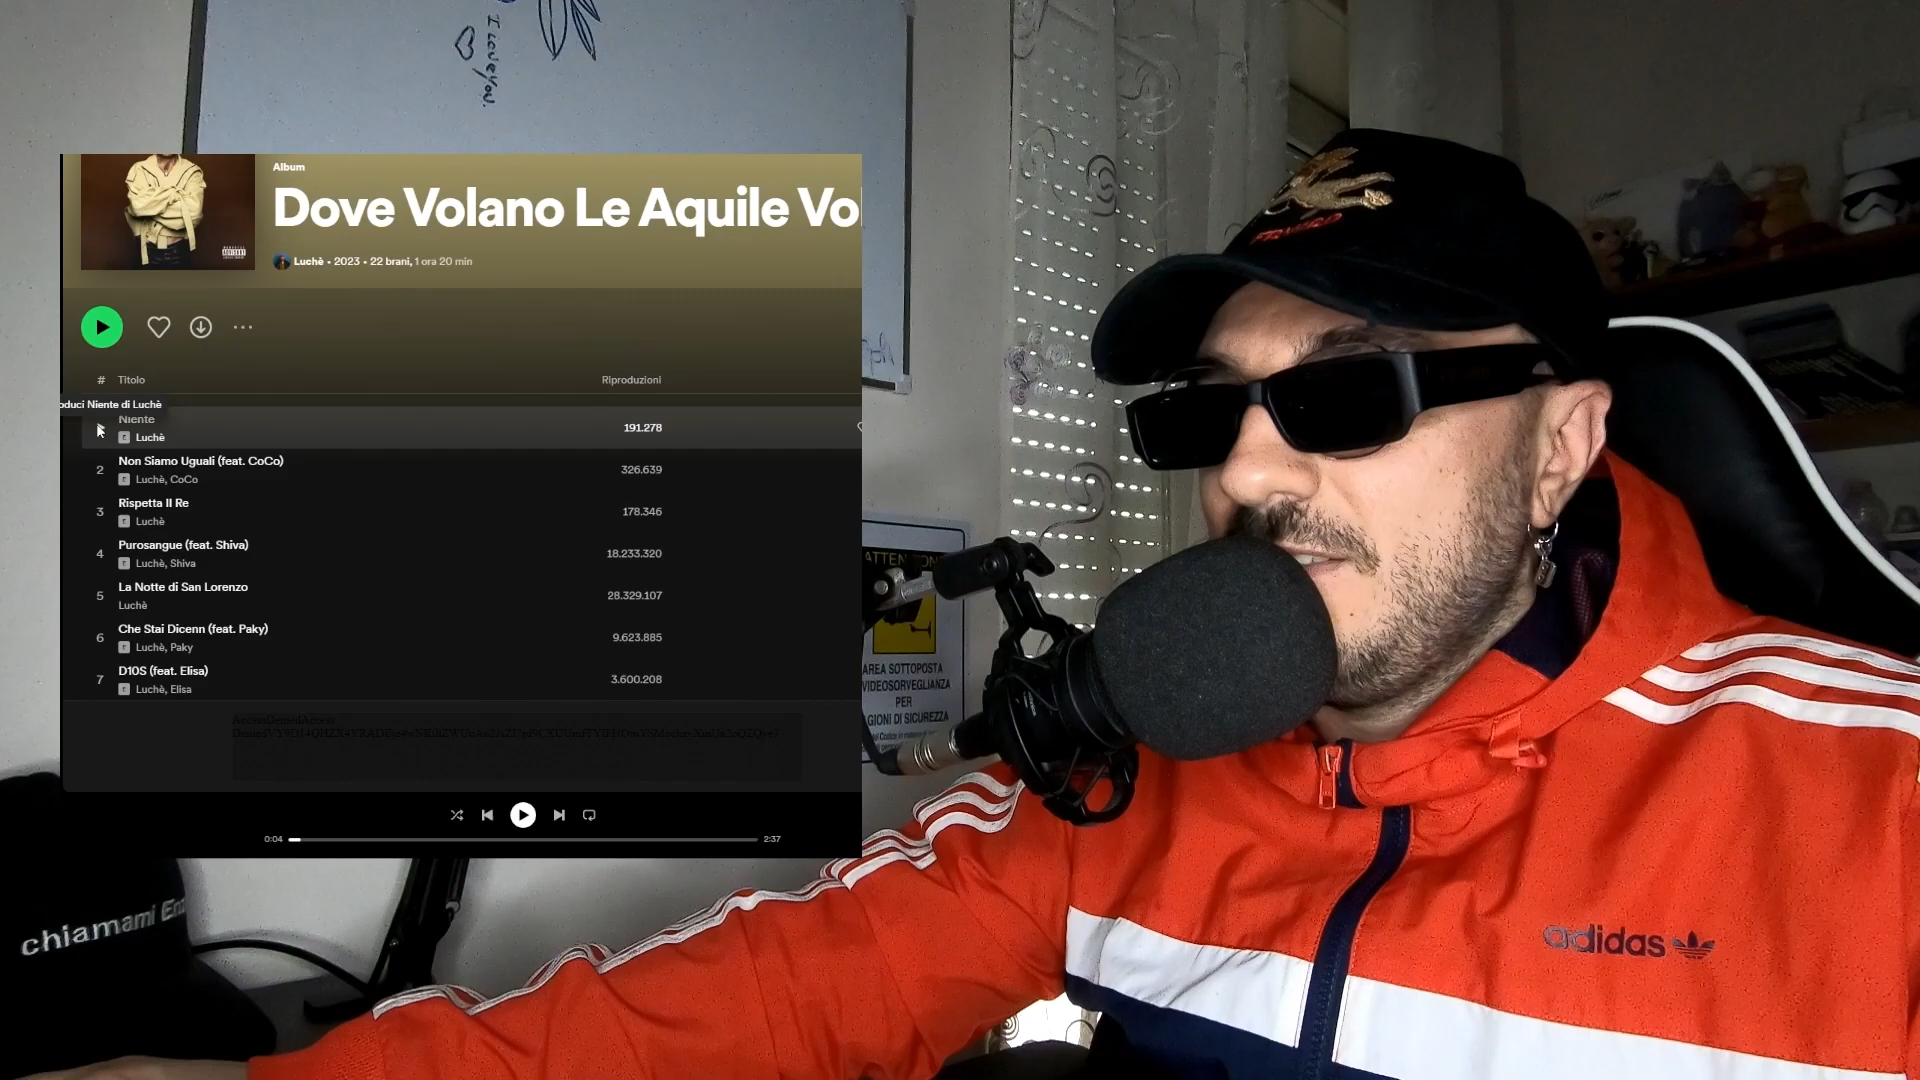 I Love You.
Album
Dove Volano Le Aquile Vo
Luchè • 2023 • 22 brani, 1 ora 20 min
# Titolo Riproduzioni
oduci Niente di Luchè
Niente
E Luchè
191.278
2 Non Siamo Uguali (feat. CoCo)
E Luchè, CoCo
326.639
3 Rispetta Il Re
E Luchè
178.346
4 Purosangue (feat. Shiva)
E Luchè, Shiva
18.233.320
5 La Notte di San Lorenzo
Luchè
28.329.107
6 Che Stai Dicenn (feat. Paky)
E Luchè, Paky
9.623.885
7 D10S (feat. Elisa)
E Luchè, Elisa
3.600.208
0:04 2:37
AREA SOTTOPOSTA
VIDEOSORVEGLIANZA
PER
AGIONI DI SICUREZZA
chiamami
adidas